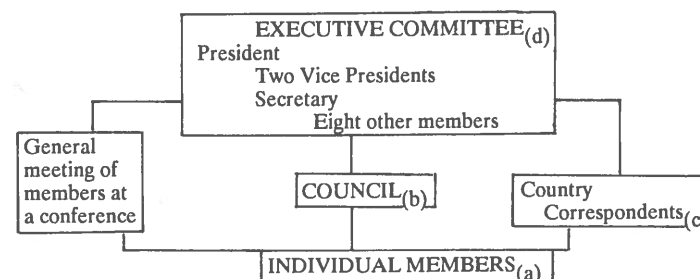 EXECUTIVE COMMITTEE(d)
President
Two Vice Presidents
Secretary
Eight other members
General
meeting of
members at
a conference
COUNCIL(b)
Country
Correspondents(c
INDIVIDUAL MEMBERS(a)